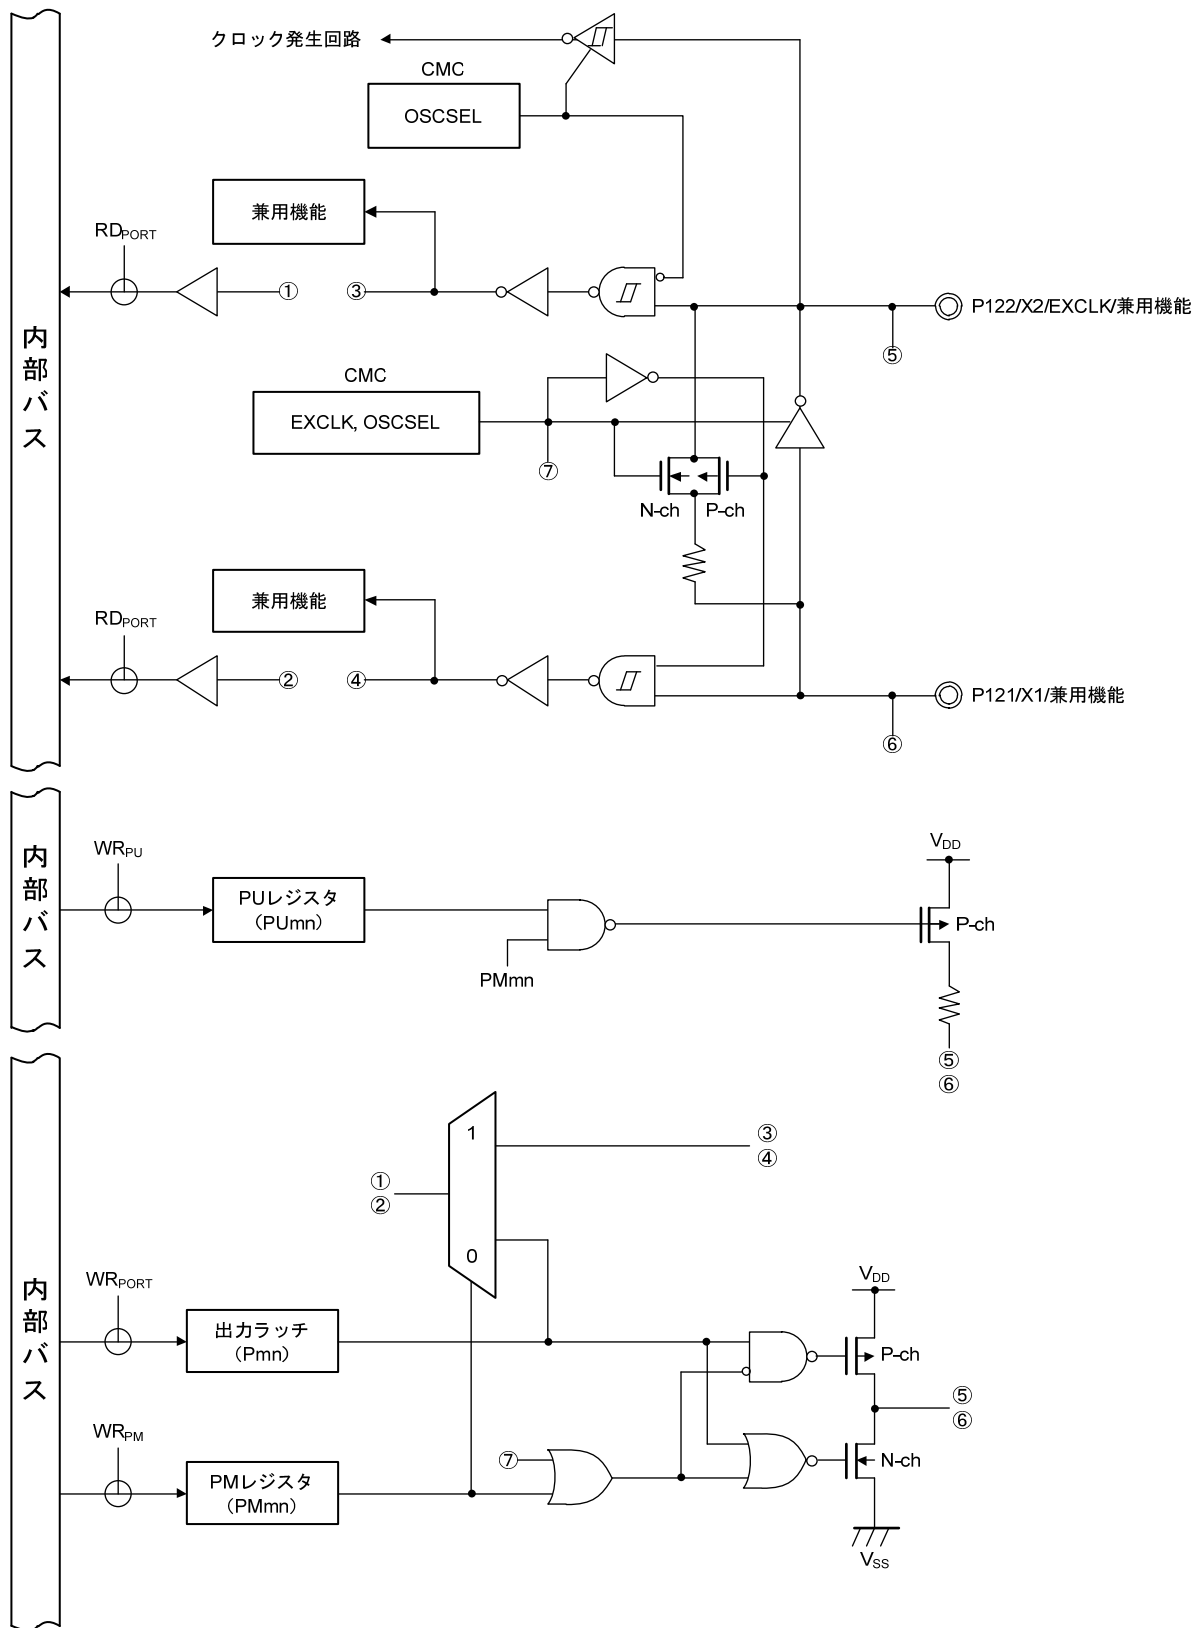 クロック発生回路
CMC
OSCSEL
兼用機能
RDPORT
①
③
P122/X2/EXCLK/兼用機能
⑤
内部バス
CMC
EXCLK, OSCSEL
⑦
N-ch
P-ch
兼用機能
RDPORT
②
④
P121/X1/兼用機能
⑥
内部バス
WRPU
PUレジスタ
(PUmn)
PMmn
VDD
P-ch
⑤
⑥
内部バス
1
③
④
①
②
0
WRPORT
出力ラッチ
(Pmn)
VDD
P-ch
⑤
⑥
WRPM
PMレジスタ
(PMmn)
⑦
N-ch
VSS